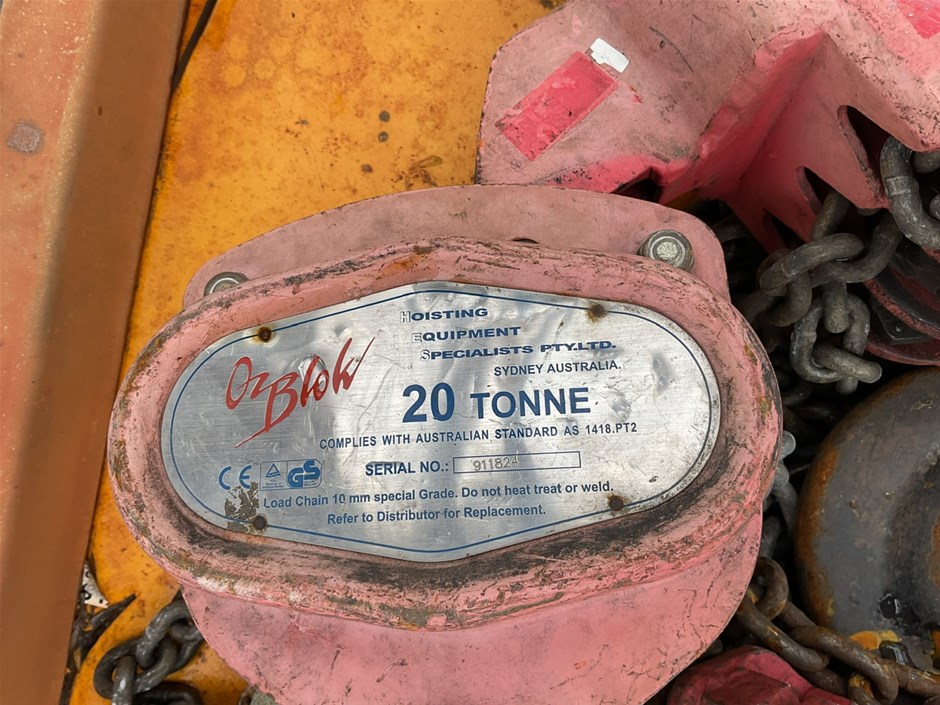 Oz Blok
HOISTING
EQUIPMENT
SPECIALISTS PTY.LTD.
SYDNEY AUSTRALIA.
20 TONNE
COMPLIES WITH AUSTRALIAN STANDARD AS 1418.PT2
SERIAL NO.: 911824
CE GS
Load Chain 10 mm special Grade. Do not heat treat or weld.
Refer to Distributor for Replacement.